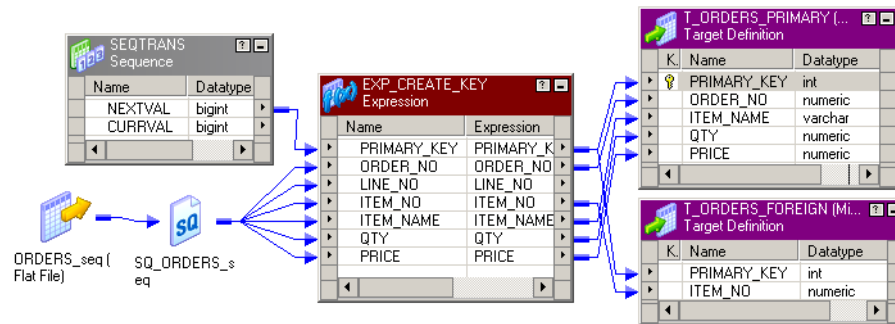 SEQTRANS
Sequence
Name Datatype
NEXTVAL bigint
CURRVAL bigint
ORDERS_seq (
Flat File)
SQ
SQ_ORDERS_s
eq
f(x)
EXP_CREATE_KEY
Expression
Name Expression
PRIMARY_KEY PRIMARY_K
ORDER_NO ORDER_NO
LINE_NO LINE_NO
ITEM_NO ITEM_NO
ITEM_NAME ITEM_NAME
QTY QTY
PRICE PRICE
T_ORDERS_PRIMARY (...
Target Definition
K. Name Datatype
PRIMARY_KEY int
ORDER_NO numeric
ITEM_NAME varchar
QTY numeric
PRICE numeric
T_ORDERS_FOREIGN (Mi...
Target Definition
K. Name Datatype
PRIMARY_KEY int
ITEM_NO numeric